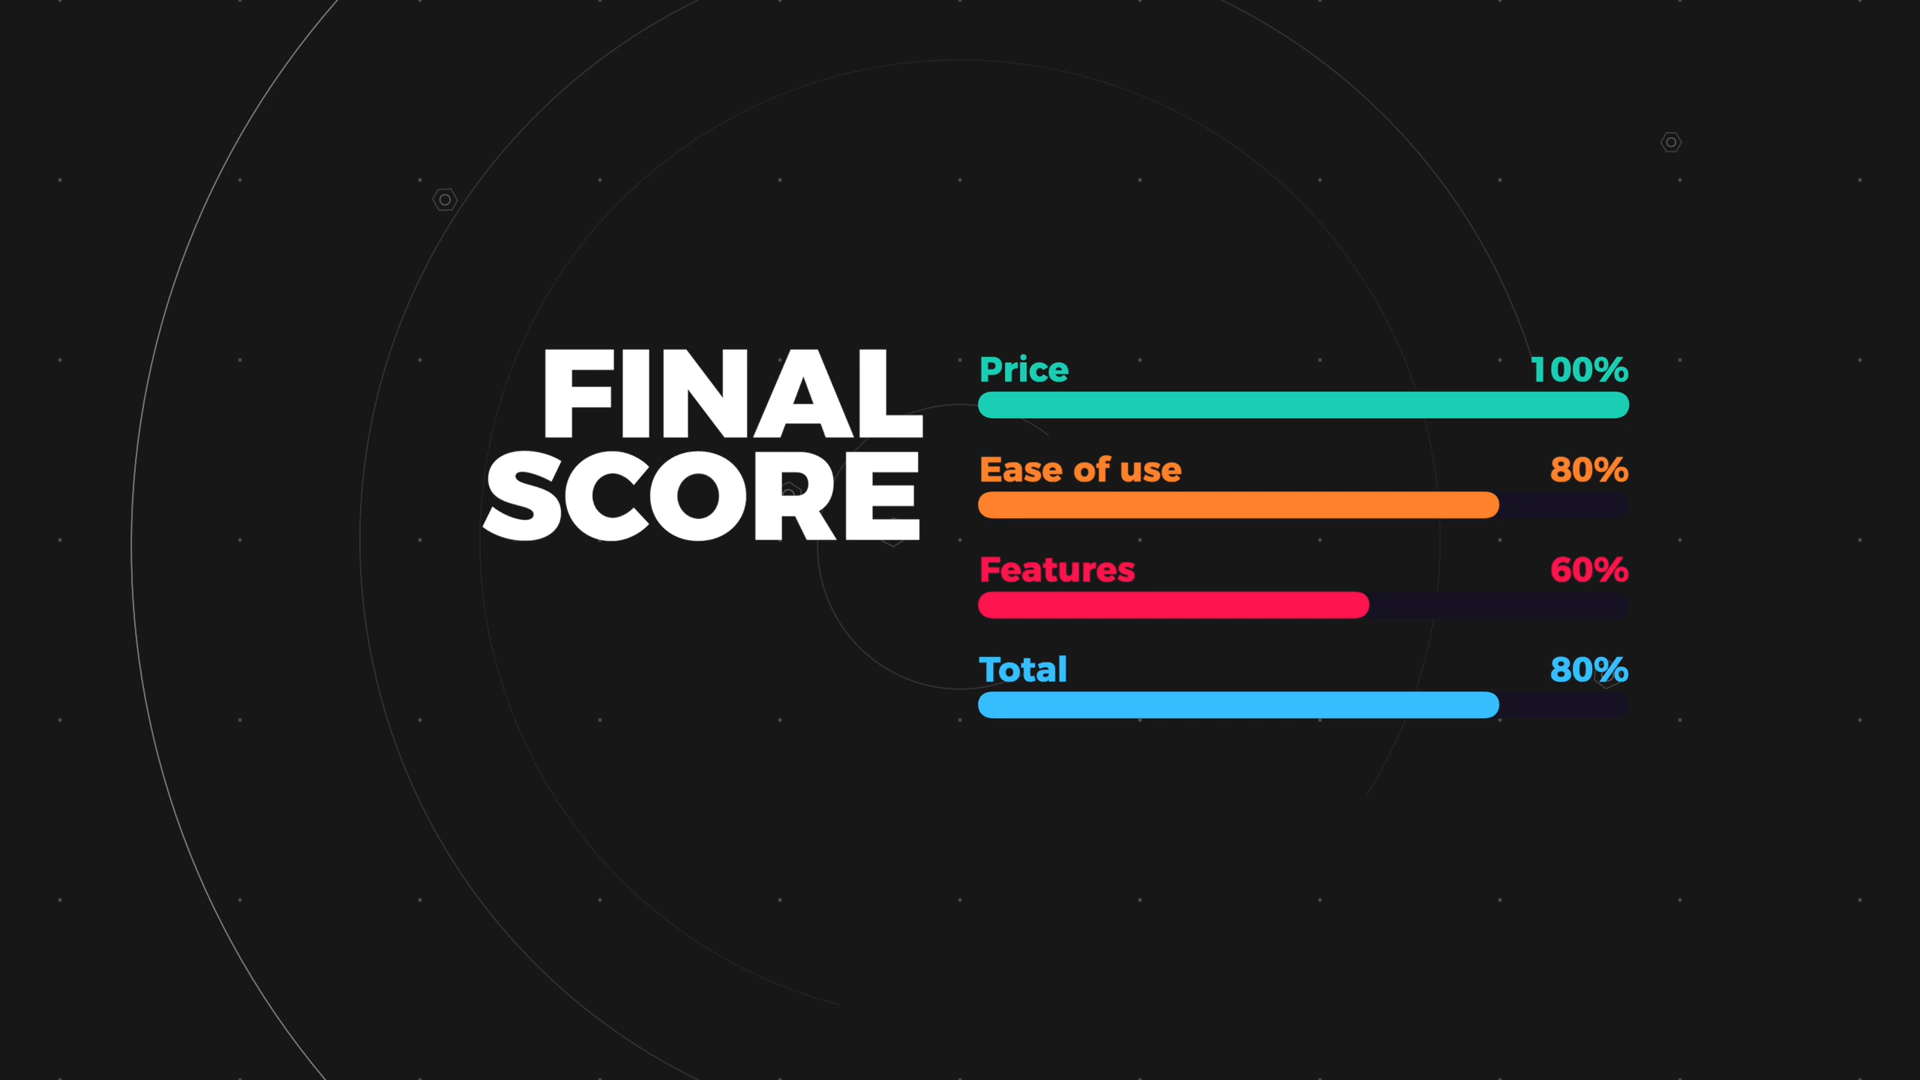 FINAL
SCORE
Price 100%
Ease of use 80%
Features 60%
Total 80%